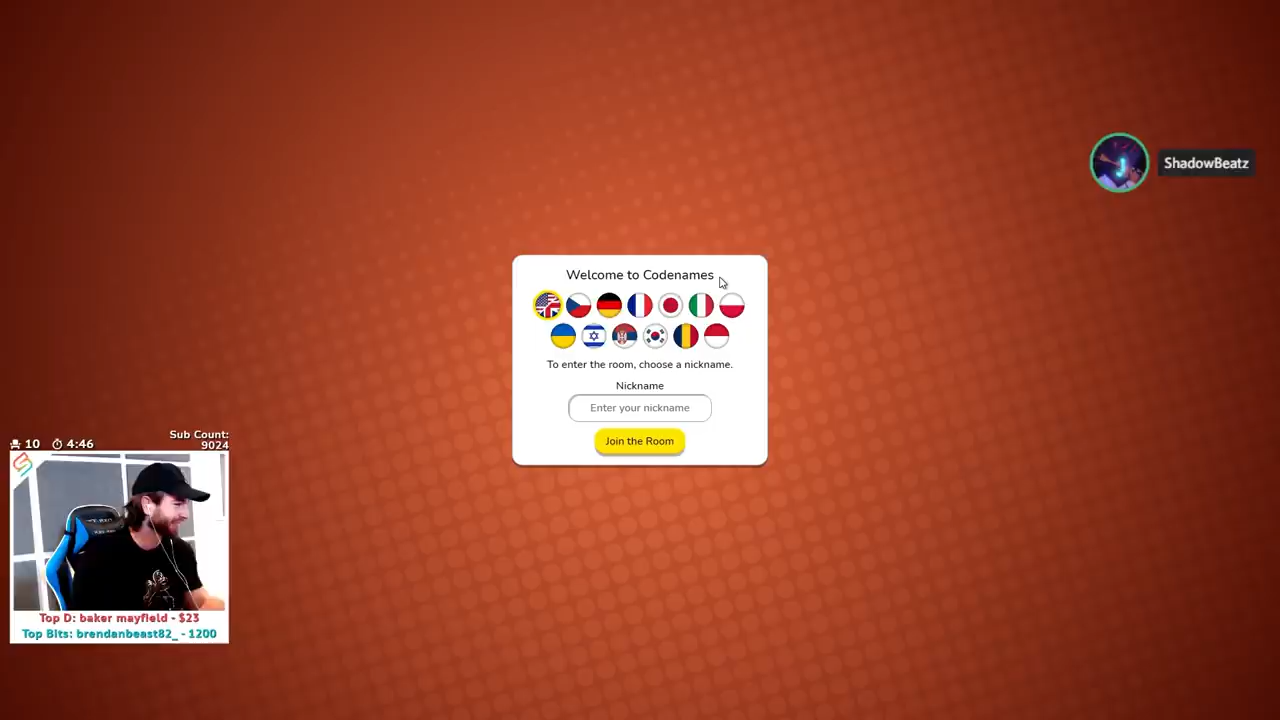 ShadowBeatz
Welcome to Codenames
To enter the room, choose a nickname.
Nickname
Enter your nickname
Join the Room
Sub Count:
10 4:46 9024
Top D: baker mayfield - $23
Top Bits: brendanbeast82_ - 1200